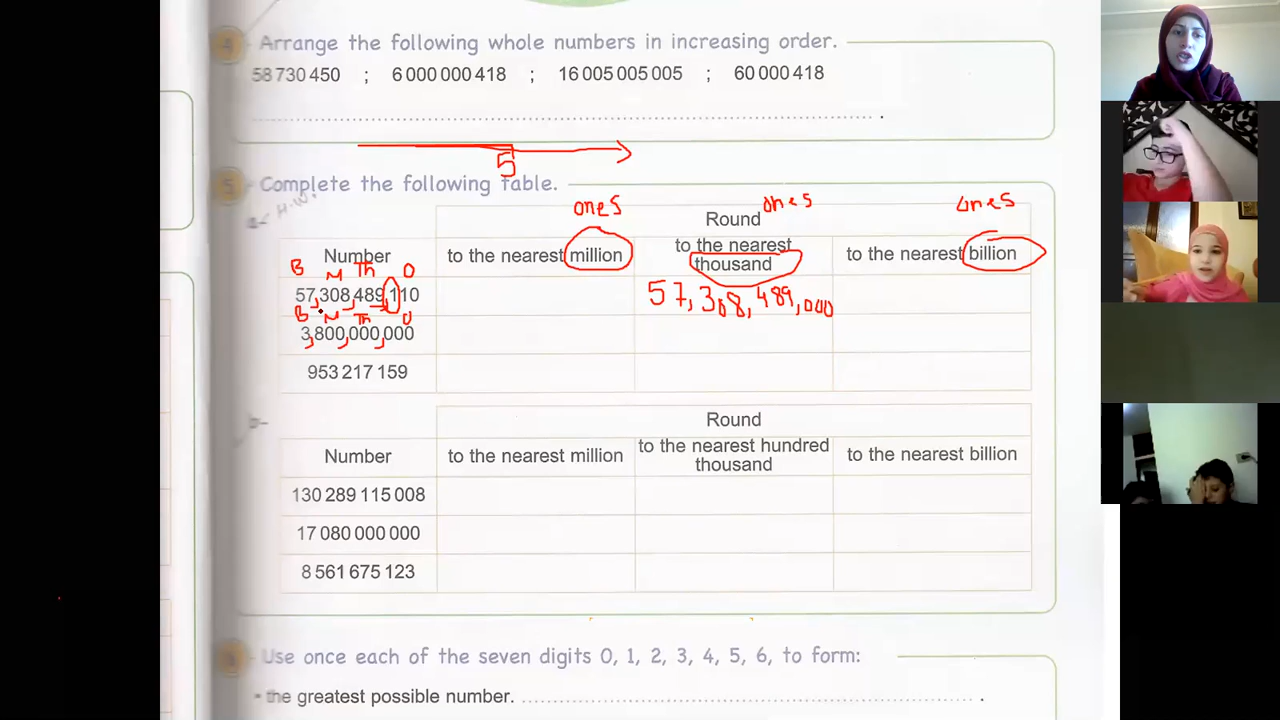 4 - Arrange the following whole numbers in increasing order.
58 730 450 ; 6 000 000 418 ; 16 005 005 005 ; 60 000 418
.
5
5 - Complete the following table.
a- H.W.
ones ones ones
Round
Number to the nearest million to the nearest thousand to the nearest billion
B M Th O
57,308,489,110 57,308,489,000
B M Th O
3,800,000,000
953 217 159
b-
Round
Number to the nearest million to the nearest hundred thousand to the nearest billion
130 289 115 008
17 080 000 000
8 561 675 123
Use once each of the seven digits 0, 1, 2, 3, 4, 5, 6, to form:
• the greatest possible number. .